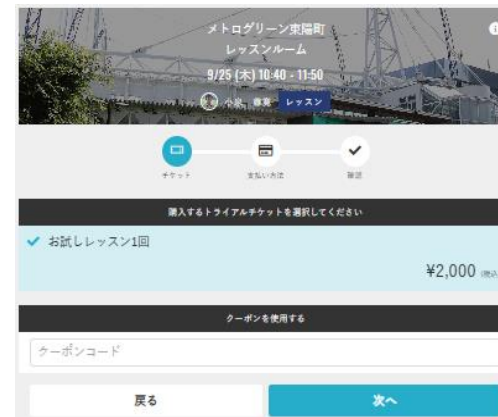 メトログリーン東陽町
レッスンルーム
9/25 (木) 10:40 - 11:50
小泉 レッスン
チケット 支払い方法 確認
購入するトライアルチケットを選択してください
お試しレッスン1回
¥2,000 (税込)
クーポンを使用する
クーポンコード
戻る 次へ